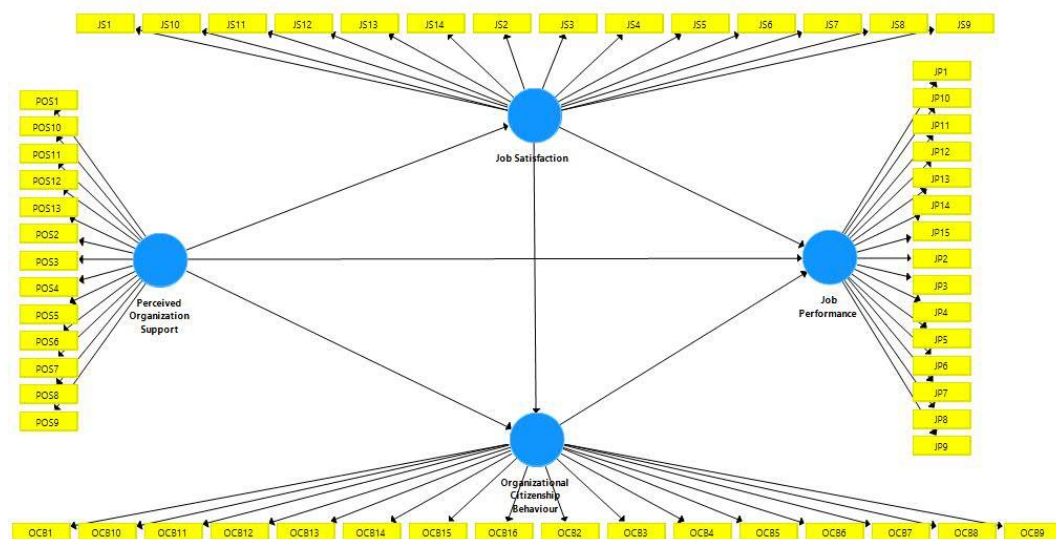 JS1 JS10 JS11 JS12 JS13 JS14 JS2 JS3 JS4 JS5 JS6 JS7 JS8 JS9
POS1
POS10
POS11
POS12
POS13
POS2
POS3
POS4
POS5
POS6
POS7
POS8
POS9
Job Satisfaction
Perceived
Organization
Support
JP1
JP10
JP11
JP12
JP13
JP14
JP15
JP2
JP3
JP4
JP5
JP6
JP7
JP8
JP9
Job
Performance
Organizational
Citizenship
Behaviour
OCB1 OCB10 OCB11 OCB12 OCB13 OCB14 OCB15 OCB16 OCB2 OCB3 OCB4 OCB5 OCB6 OCB7 OCB8 OCB9